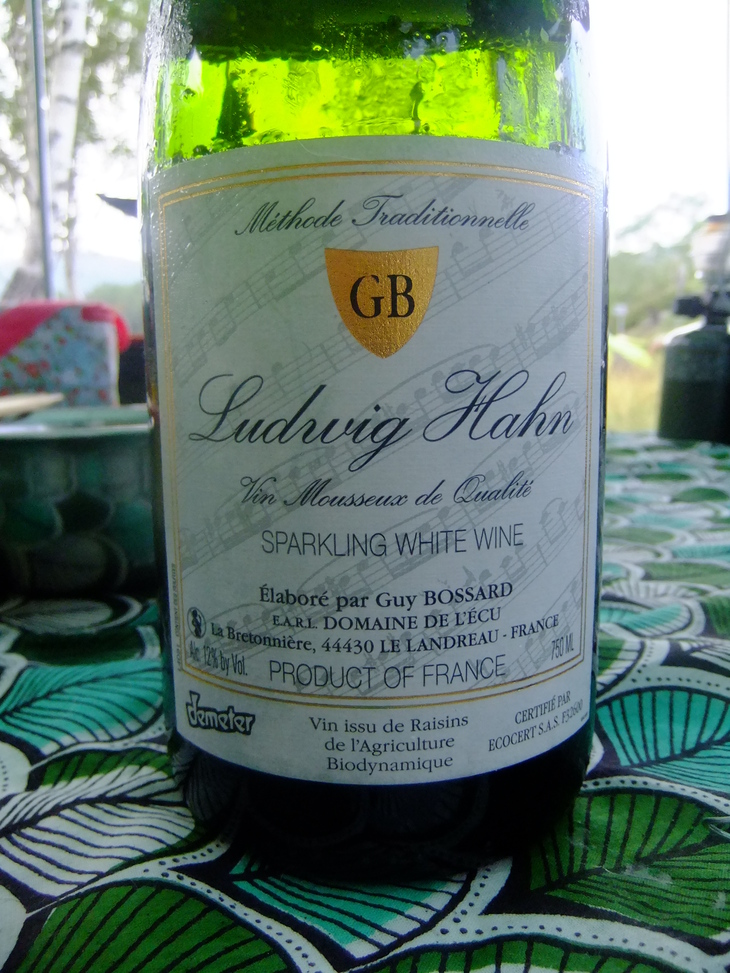 Méthode Traditionnelle
GB
Ludwig Hahn
Vin Mousseux de Qualité
SPARKLING WHITE WINE
Élaboré par Guy BOSSARD
E.A.R.L. DOMAINE DE L'ÉCU
La Bretonnière, 44430 LE LANDREAU - FRANCE
Alc. 12% by Vol.
PRODUCT OF FRANCE
750 ML
demeter
Vin issu de Raisins
de l'Agriculture
Biodynamique
CERTIFIÉ PAR
ECOCERT S.A.S. F32600